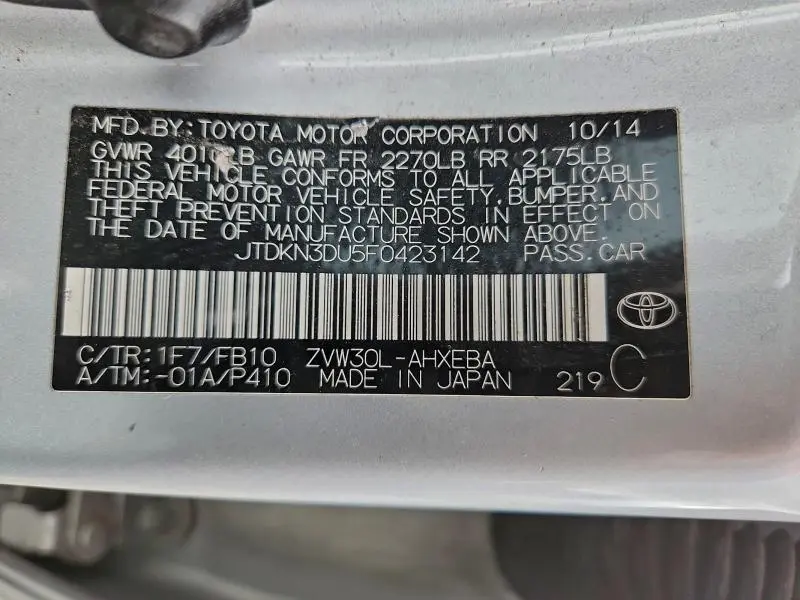 MFD. BY: TOYOTA MOTOR CORPORATION 10/14
GVWR LB GAWR FR 2270LB RR 2175LB
THIS VEHICLE CONFORMS TO ALL APPLICABLE
FEDERAL MOTOR VEHICLE SAFETY, BUMPER, AND
THEFT PREVENTION STANDARDS IN EFFECT ON
THE DATE OF MANUFACTURE SHOWN ABOVE.
JTDKN3DU5F0423142 PASS. CAR
C/TR: 1F7/FB10 ZVW30L-AHXEBA
A/TM: -01A/P410 MADE IN JAPAN 219 C